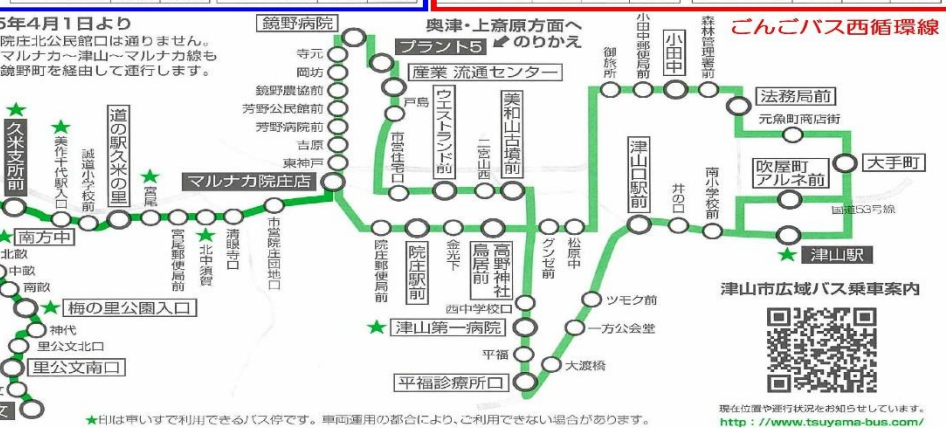 5年4月1日より
院庄北公民館口は通りません。
マルナカ～津山～マルナカ線も
鏡野町を経由して運行します。
ごんごバス西循環線
奥津・上斎原方面へ
のりかえ
鏡野病院
プラント5
産業 流通センター
寺元
岡坊
鏡野農協前
芳野公民館前
芳野病院前
吉原
東神戸
マルナカ院庄店
戸島
市営住宅口
ウエストランド前
二宮山西
美和山古墳前
御旅所
小田中郵便局前
小田中
森林管理署前
法務局前
元魚町商店街
大手町
吹屋町
アルネ前
国道53号線
★ 津山駅
南小学校前
井の口
津山口駅前
ツモク前
一方公会堂
大渡橋
平福診療所口
平福
★津山第一病院
西中学校口
松原中
グンゼ前
高野神社
鳥居前
金光下
院庄駅前
院庄郵便局前
市営院庄団地口
清眼寺口
★北中須賀
宮尾郵便局前
★宮尾
道の駅久米の里
誠道小学校前
★美作千代駅入口
★久米支所前
★南方中
北畝
中畝
南畝
梅の里公園入口★
神代
里公文北口
里公文南口
文
津山市広域バス乗車案内
現在位置や運行状況をお知らせしています。
http://www.tsuyama-bus.com/
★印は車いすで利用できるバス停です。車両運用の都合により、ご利用できない場合があります。